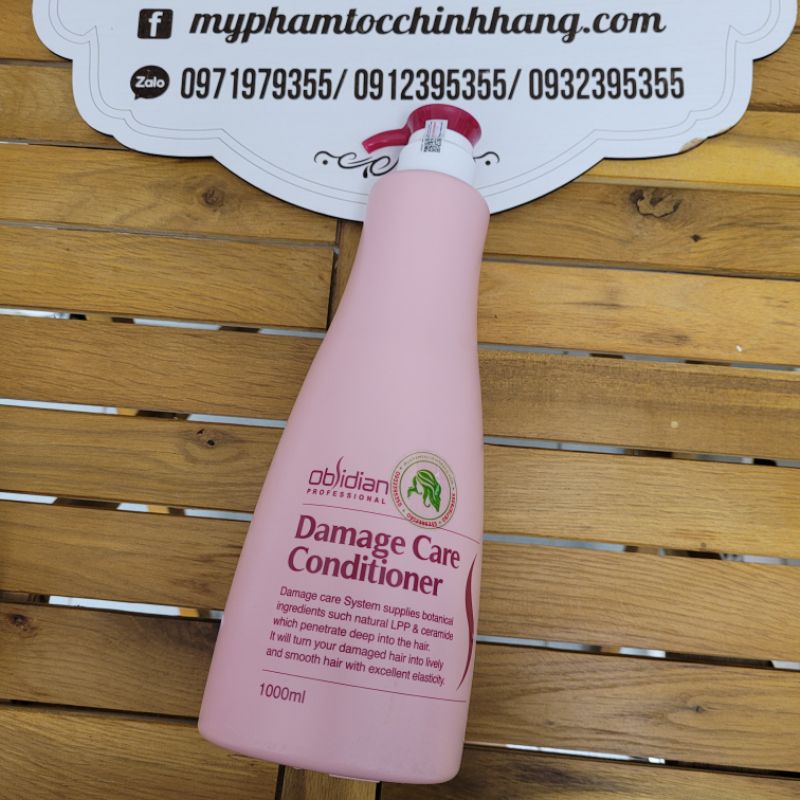 f myphamtocchinhhang.com
Zalo 0971979355/ 0912395355/ 0932395355
obsidian
PROFESSIONAL
Damage Care
Conditioner
Damage care System supplies botanical
ingredients such natural LPP & ceramide
which penetrate deep into the hair.
It will turn your damaged hair into lively
and smooth hair with excellent elasticity.
1000ml